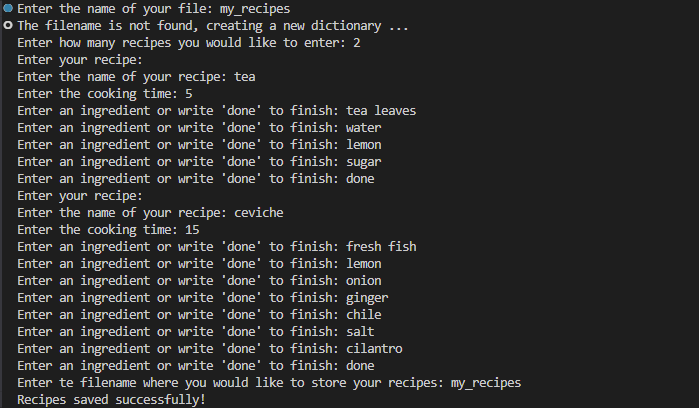 Enter the name of your file: my_recipes
The filename is not found, creating a new dictionary ...
Enter how many recipes you would like to enter: 2
Enter your recipe:
Enter the name of your recipe: tea
Enter the cooking time: 5
Enter an ingredient or write 'done' to finish: tea leaves
Enter an ingredient or write 'done' to finish: water
Enter an ingredient or write 'done' to finish: lemon
Enter an ingredient or write 'done' to finish: sugar
Enter an ingredient or write 'done' to finish: done
Enter your recipe:
Enter the name of your recipe: ceviche
Enter the cooking time: 15
Enter an ingredient or write 'done' to finish: fresh fish
Enter an ingredient or write 'done' to finish: lemon
Enter an ingredient or write 'done' to finish: onion
Enter an ingredient or write 'done' to finish: ginger
Enter an ingredient or write 'done' to finish: chile
Enter an ingredient or write 'done' to finish: salt
Enter an ingredient or write 'done' to finish: cilantro
Enter an ingredient or write 'done' to finish: done
Enter te filename where you would like to store your recipes: my_recipes
Recipes saved successfully!